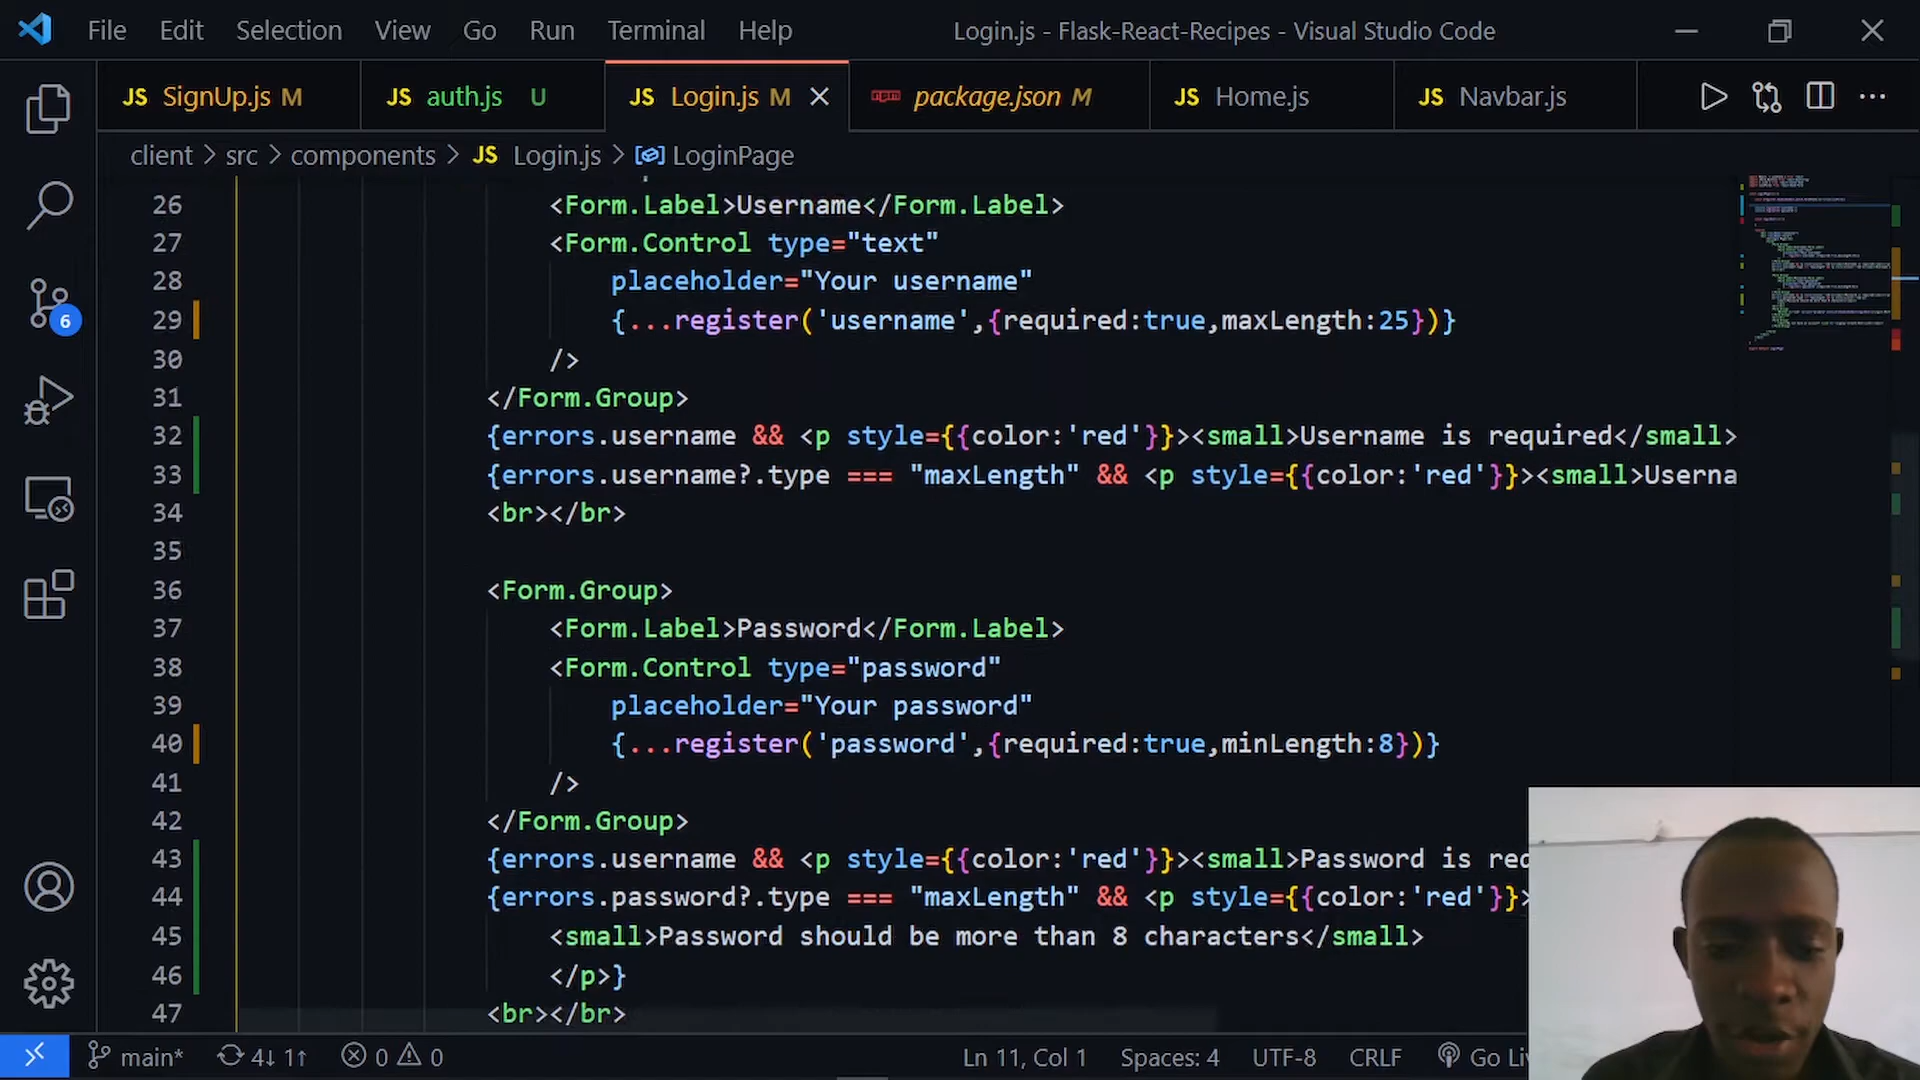 File Edit Selection View Go Run Terminal Help Login.js - Flask-React-Recipes - Visual Studio Code
JS SignUp.js M JS auth.js U JS Login.js M npm package.json M JS Home.js JS Navbar.js
client > src > components > JS Login.js > LoginPage
26 <Form.Label>Username</Form.Label>
27 <Form.Control type="text"
28 placeholder="Your username"
29 {...register('username',{required:true,maxLength:25})}
30 />
31 </Form.Group>
32 {errors.username && <p style={{color:'red'}}><small>Username is required</small>
33 {errors.username?.type === "maxLength" && <p style={{color:'red'}}><small>Userna
34 <br></br>
35
36 <Form.Group>
37 <Form.Label>Password</Form.Label>
38 <Form.Control type="password"
39 placeholder="Your password"
40 {...register('password',{required:true,minLength:8})}
41 />
42 </Form.Group>
43 {errors.username && <p style={{color:'red'}}><small>Password is req
44 {errors.password?.type === "maxLength" && <p style={{color:'red'}}>
45 <small>Password should be more than 8 characters</small>
46 </p>}
47 <br></br>
6
main* 4↓ 1↑ 0 0 Ln 11, Col 1 Spaces: 4 UTF-8 CRLF Go Li